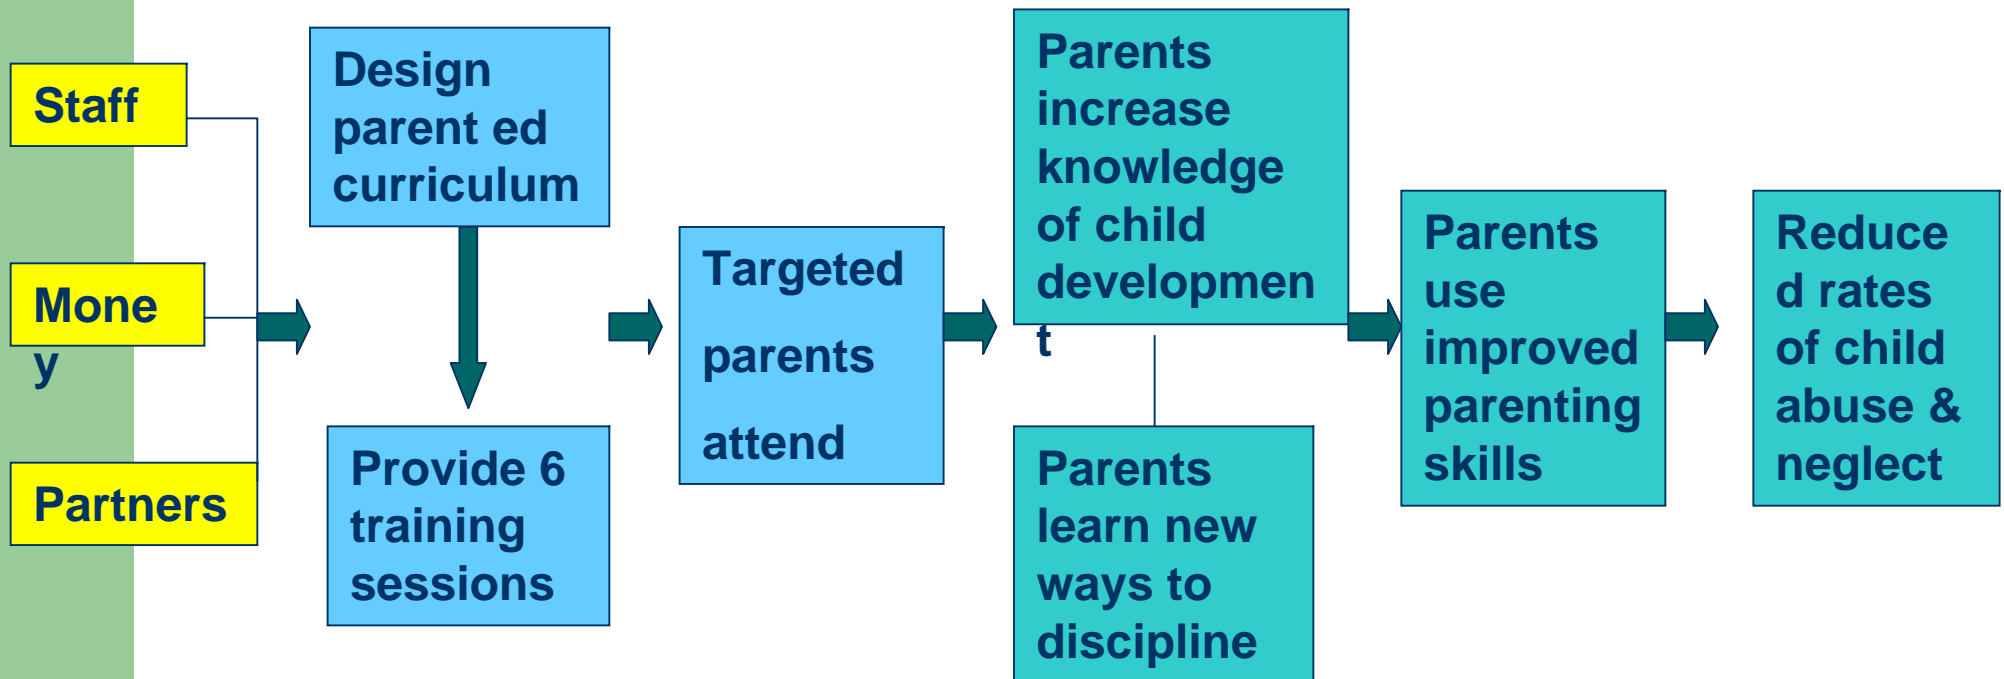 Staff
Mone
y
Partners
Design
parent ed
curriculum
Provide 6
training
sessions
Targeted
parents
attend
Parents
increase
knowledge
of child
developmen
t
Parents
learn new
ways to
discipline
Parents
use
improved
parenting
skills
Reduce
d rates
of child
abuse &
neglect